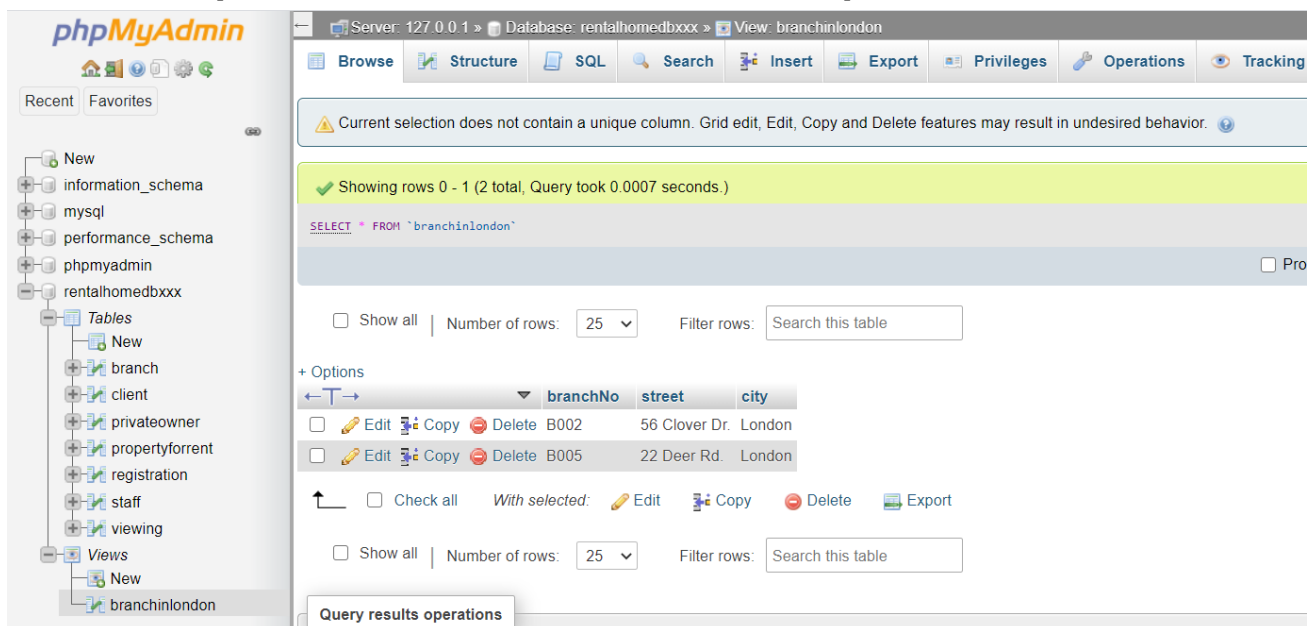 phpMyAdmin
Recent Favorites
New
information_schema
mysql
performance_schema
phpmyadmin
rentalhomedbxxx
Tables
New
branch
client
privateowner
propertyforrent
registration
staff
viewing
Views
New
branchinlondon
Server: 127.0.0.1 » Database: rentalhomedbxxx » View: branchinlondon
Browse Structure SQL Search Insert Export Privileges Operations Tracking
Current selection does not contain a unique column. Grid edit, Edit, Copy and Delete features may result in undesired behavior.
Showing rows 0 - 1 (2 total, Query took 0.0007 seconds.)
SELECT * FROM `branchinlondon`
Pro
Show all | Number of rows: 25 Filter rows: Search this table
+ Options
←T→ branchNo street city
Edit Copy Delete B002 56 Clover Dr. London
Edit Copy Delete B005 22 Deer Rd. London
Check all With selected: Edit Copy Delete Export
Show all | Number of rows: 25 Filter rows: Search this table
Query results operations